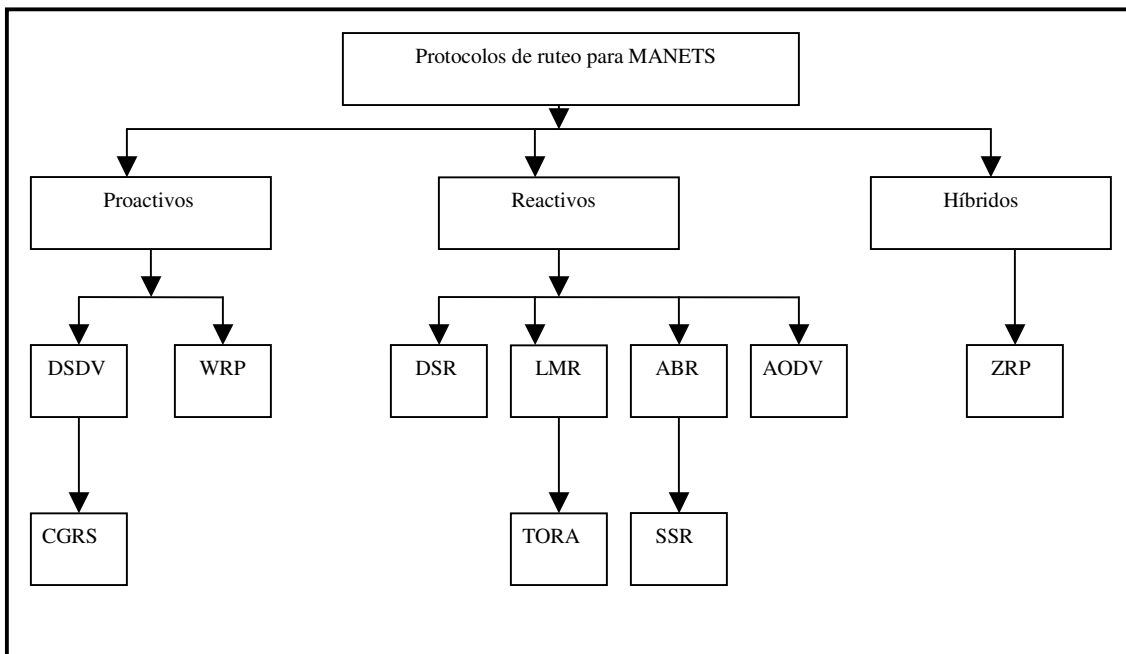 Protocolos de ruteo para MANETS
Proactivos
Reactivos
Híbridos
DSDV
WRP
DSR
LMR
ABR
AODV
ZRP
CGRS
TORA
SSR